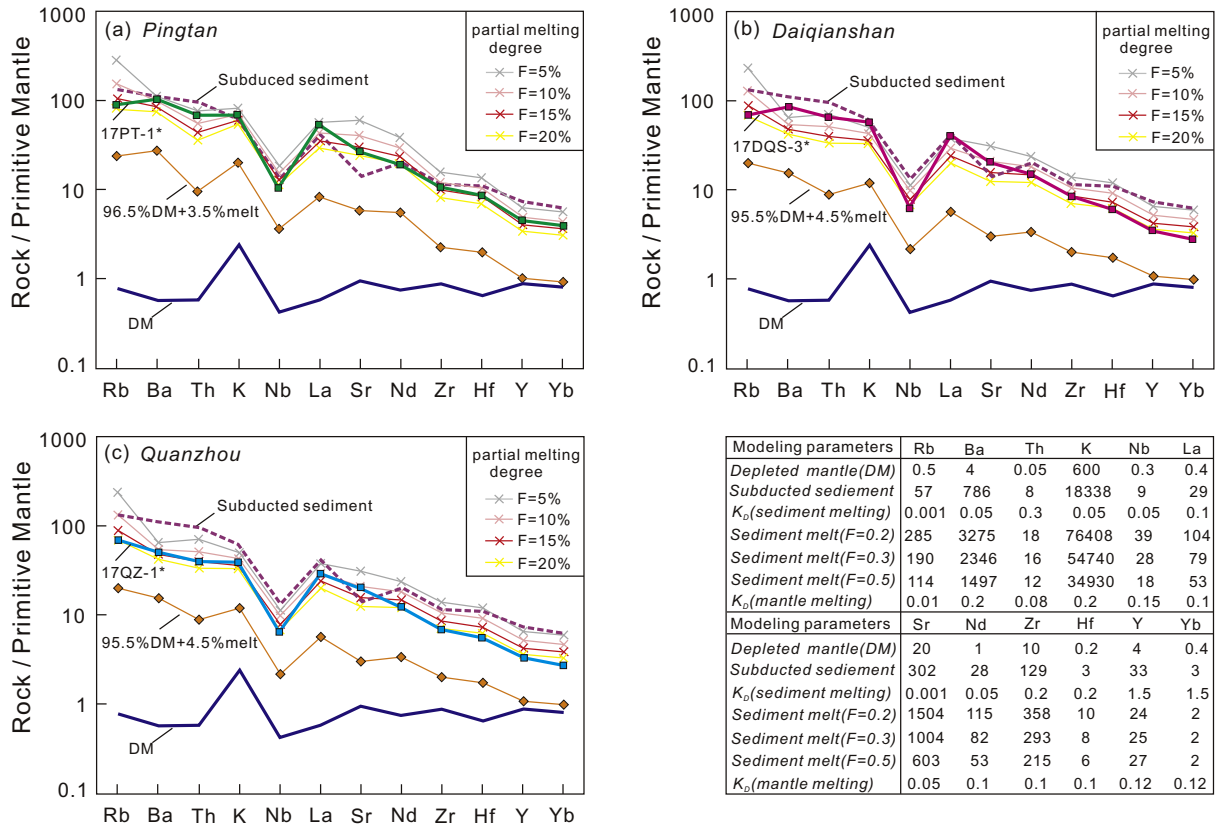 (a) Pingtan
Rock / Primitive Mantle
1000
100
10
1
0.1
partial melting
degree
F=5%
F=10%
F=15%
F=20%
Subduced sediment
17PT-1*
96.5%DM+3.5%melt
DM
Rb Ba Th K Nb La Sr Nd Zr Hf Y Yb
(b) Daiqianshan
Rock / Primitive Mantle
1000
100
10
1
0.1
partial melting
degree
F=5%
F=10%
F=15%
F=20%
Subducted sediment
17DQS-3*
95.5%DM+4.5%melt
DM
Rb Ba Th K Nb La Sr Nd Zr Hf Y Yb
(c) Quanzhou
Rock / Primitive Mantle
1000
100
10
1
0.1
partial melting
degree
F=5%
F=10%
F=15%
F=20%
Subducted sediment
17QZ-1*
95.5%DM+4.5%melt
DM
Rb Ba Th K Nb La Sr Nd Zr Hf Y Yb
Modeling parameters Rb Ba Th K Nb La
Depleted mantle(DM) 0.5 4 0.05 600 0.3 0.4
Subducted sediement 57 786 8 18338 9 29
KD(sediment melting) 0.001 0.05 0.3 0.05 0.05 0.1
Sediment melt(F=0.2) 285 3275 18 76408 39 104
Sediment melt(F=0.3) 190 2346 16 54740 28 79
Sediment melt(F=0.5) 114 1497 12 34930 18 53
KD(mantle melting) 0.01 0.2 0.08 0.2 0.15 0.1
Modeling parameters Sr Nd Zr Hf Y Yb
Depleted mantle(DM) 20 1 10 0.2 4 0.4
Subducted sediement 302 28 129 3 33 3
KD(sediment melting) 0.001 0.05 0.2 0.2 1.5 1.5
Sediment melt(F=0.2) 1504 115 358 10 24 2
Sediment melt(F=0.3) 1004 82 293 8 25 2
Sediment melt(F=0.5) 603 53 215 6 27 2
KD(mantle melting) 0.05 0.1 0.1 0.1 0.12 0.12